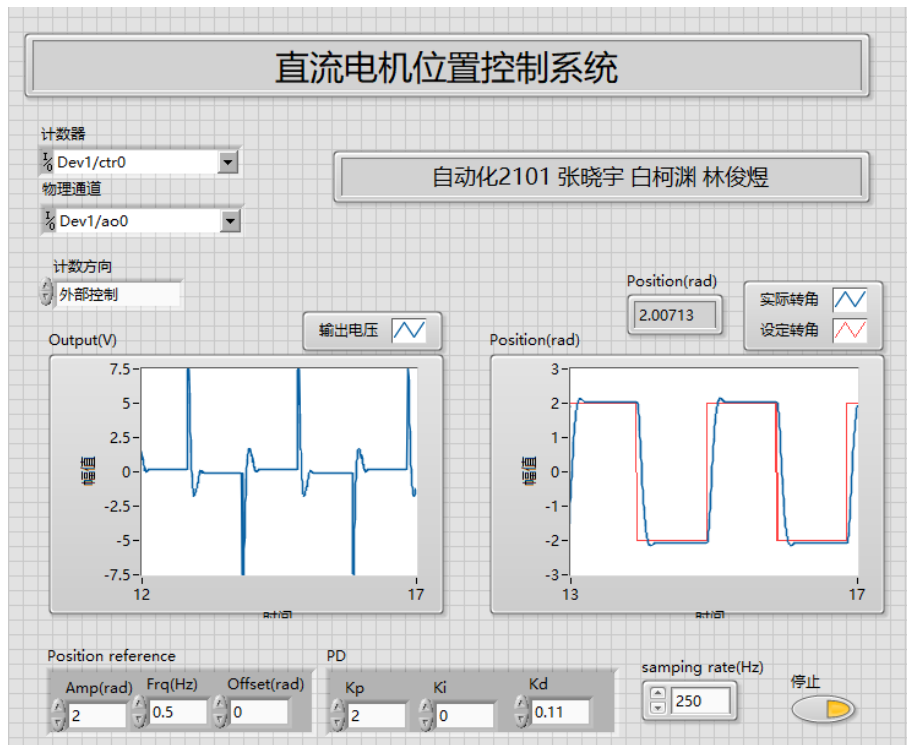 直流电机位置控制系统
计数器
Dev1/ctr0
自动化2101 张晓宇 白柯渊 林俊煜
物理通道
Dev1/ao0
计数方向
外部控制
Position(rad)
2.00713
实际转角
设定转角
输出电压
Output(V)
7.5
5
2.5
0
-2.5
-5
-7.5
幅值
12
17
时间
Position(rad)
3
2
1
0
-1
-2
-3
幅值
13
17
时间
Position reference
Amp(rad) Frq(Hz) Offset(rad)
2 0.5 0
PD
Kp Ki Kd
2 0 0.11
samping rate(Hz)
250
停止